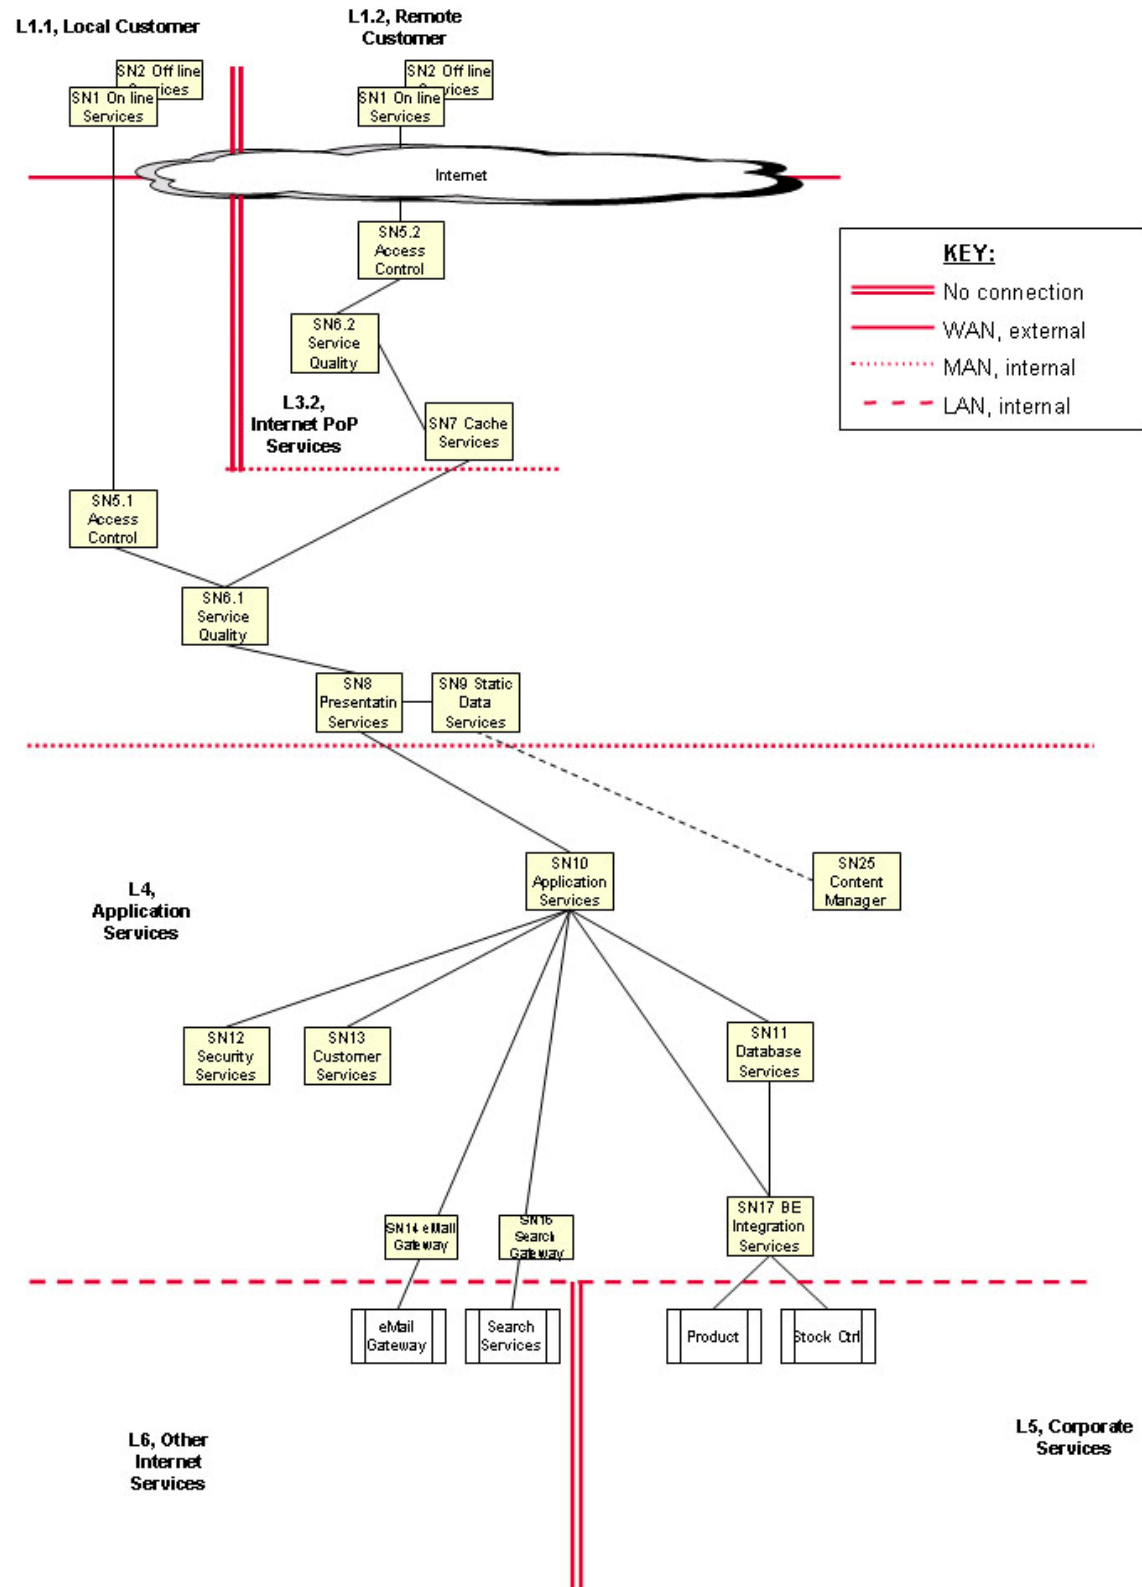 L1.1, Local Customer
L1.2, Remote
Customer
SN2 Off line
SN1 On line
Services
SN2 Off line
SN1 On line
Services
Internet
SN5.2
Access
Control
KEY:
No connection
WAN, external
MAN, internal
LAN, internal
SN6.2
Service
Quality
L3.2,
Internet PoP
Services
SN7 Cache
Services
SN5.1
Access
Control
SN6.1
Service
Quality
SN8
Presentatin
Services
SN9 Static
Data
Services
SN10
Application
Services
SN25
Content
Manager
L4,
Application
Services
SN12
Security
Services
SN13
Customer
Services
SN11
Database
Services
SN14 eMail
Gateway
Search
Gateway
SN17 BE
Integration
Services
eMail
Gateway
Search
Services
Product
Stock Ctrl
L6, Other
Internet
Services
L5, Corporate
Services